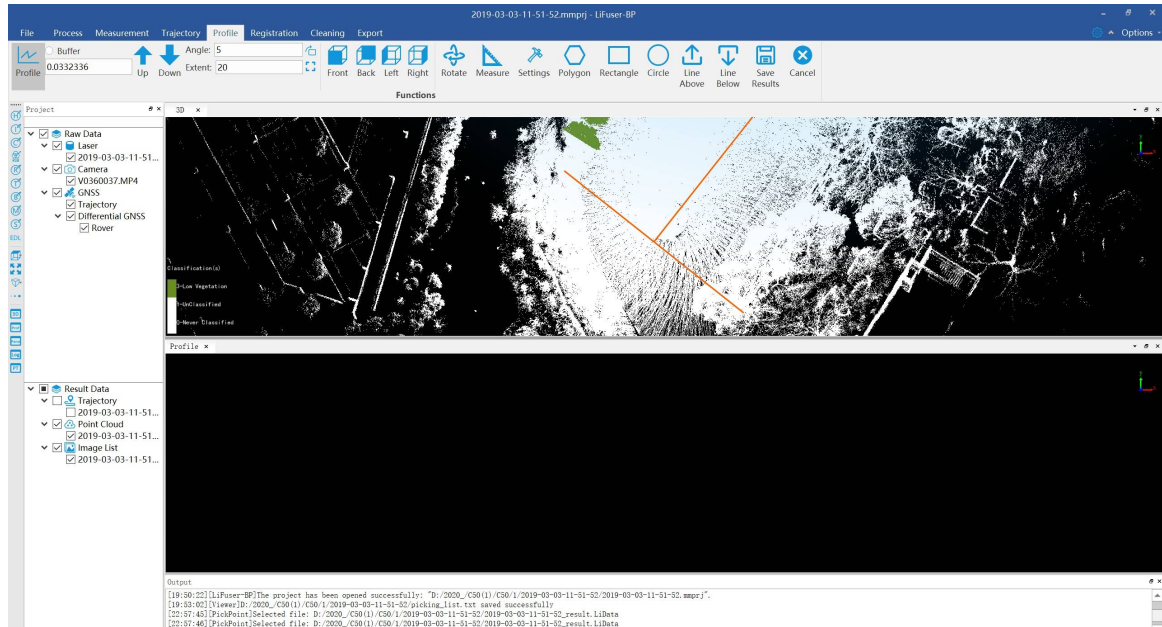 2019-03-03-11-51-52.mmprj - LiFuser-BP
File Process Measurement Trajectory Profile Registration Cleaning Export Options
Buffer
0.0332336
Angle: 5
Extent: 20
Profile Up Down Front Back Left Right Rotate Measure Settings Polygon Rectangle Circle Line Above Line Below Save Results Cancel
Functions
Project
3D
Raw Data
Laser
2019-03-03-11-51...
Camera
V0360037.MP4
GNSS
Trajectory
Differential GNSS
Rover
EDL
Classification(s)
3-Low Vegetation
1-UnClassified
0-Never Classified
Profile
Result Data
Trajectory
2019-03-03-11-51...
Point Cloud
2019-03-03-11-51...
Image List
2019-03-03-11-51...
Output
[19:50:22][LiFuser-BP]The project has been opened successfully: "D:/2020_/C50(1)/C50/1/2019-03-03-11-51-52/2019-03-03-11-51-52.mmprj".
[19:53:02][Viewer]D:/2020_/C50(1)/C50/1/2019-03-03-11-51-52/picking_list.txt saved successfully
[22:57:45][PickPoint]Selected file: D:/2020_/C50(1)/C50/1/2019-03-03-11-51-52/2019-03-03-11-51-52_result.LiData
[22:57:46][PickPoint]Selected file: D:/2020_/C50(1)/C50/1/2019-03-03-11-51-52/2019-03-03-11-51-52_result.LiData